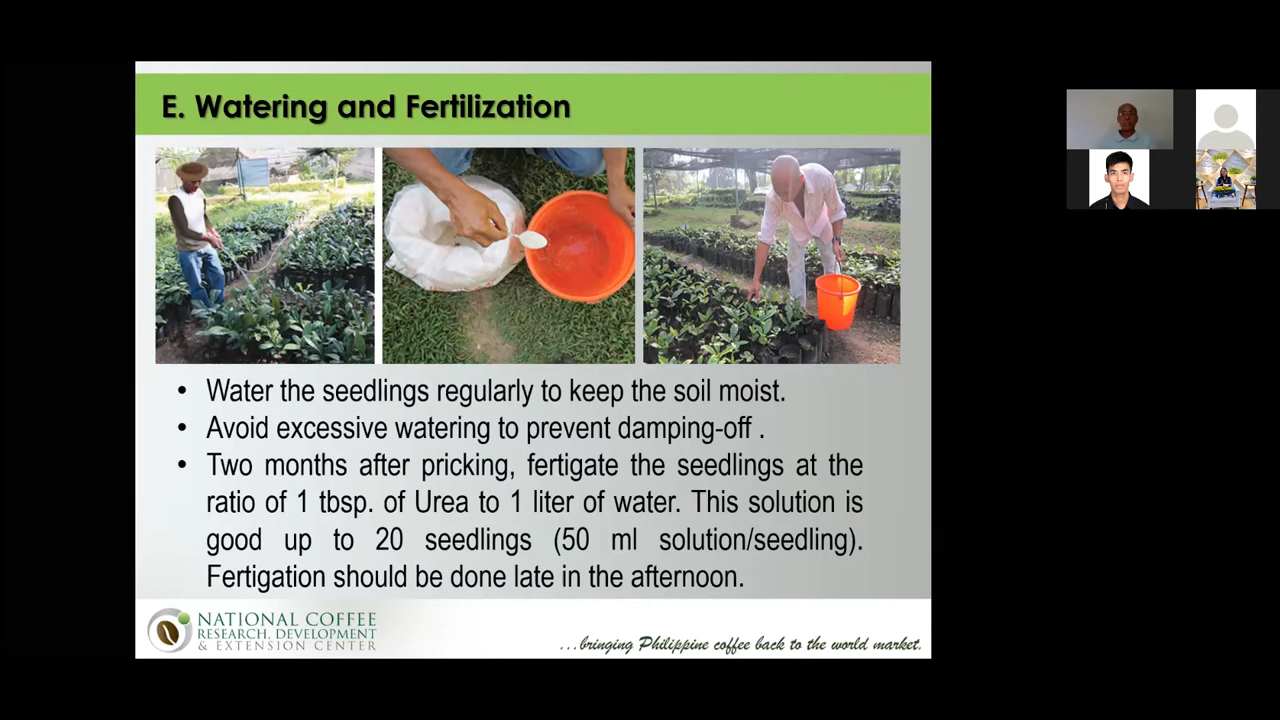 E. Watering and Fertilization
• Water the seedlings regularly to keep the soil moist.
• Avoid excessive watering to prevent damping-off .
• Two months after pricking, fertigate the seedlings at the
ratio of 1 tbsp. of Urea to 1 liter of water. This solution is
good up to 20 seedlings (50 ml solution/seedling).
Fertigation should be done late in the afternoon.
NATIONAL COFFEE
RESEARCH, DEVELOPMENT
& EXTENSION CENTER
...bringing Philippine coffee back to the world market.